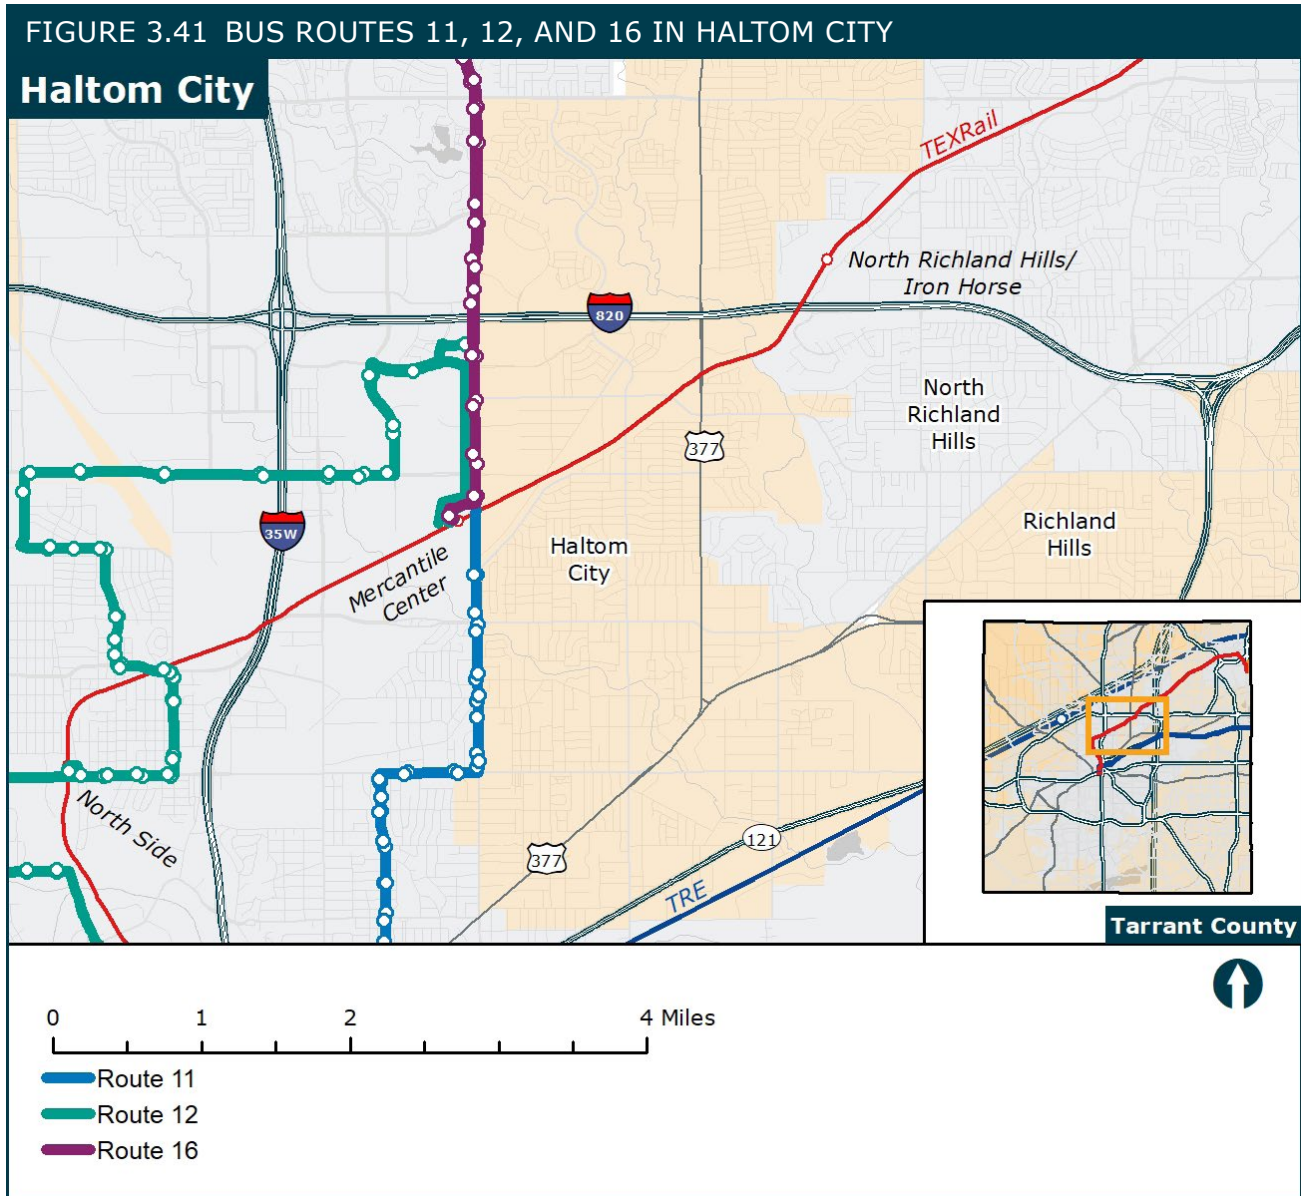 FIGURE 3.41 BUS ROUTES 11, 12, AND 16 IN HALTOM CITY
Haltom City
TEXRail
North Richland Hills/
Iron Horse
820
North
Richland
Hills
377
35W
Richland
Hills
Haltom
City
Mercantile
Center
North Side
121
377
TRE
Tarrant County
0 1 2 4 Miles
Route 11
Route 12
Route 16